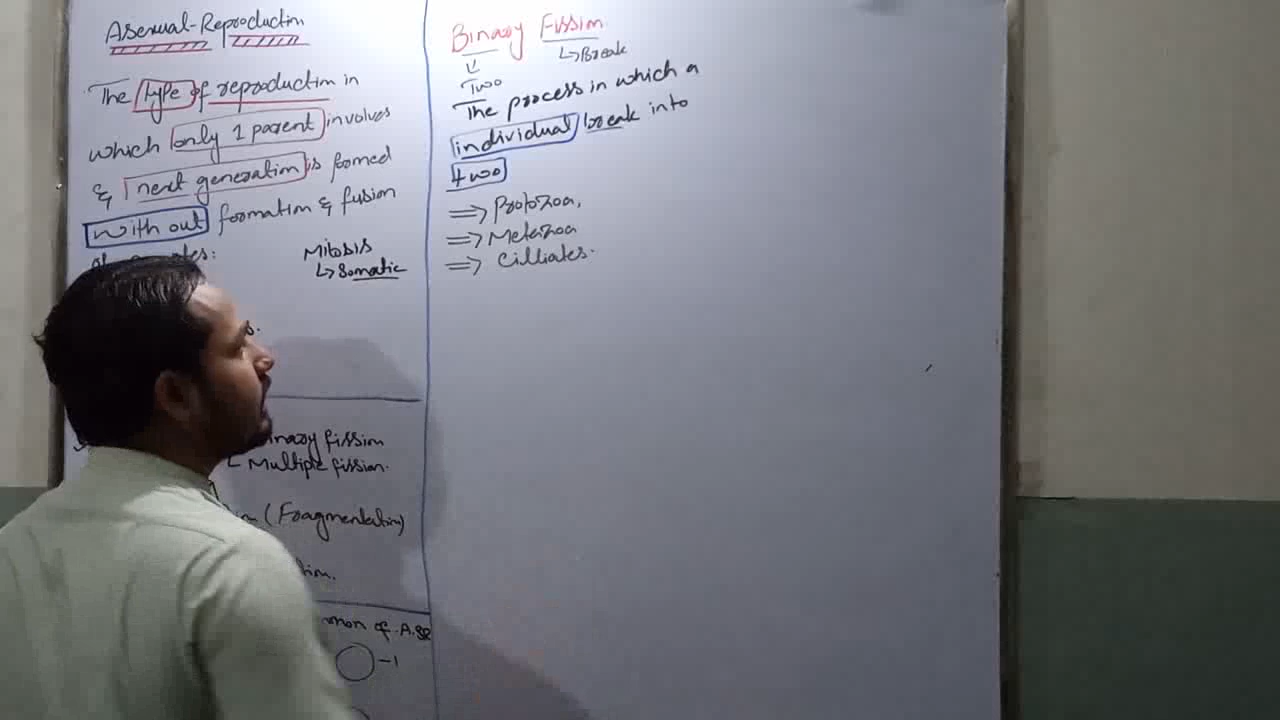 Asexual-Reproduction
The type of reproduction in
which only 1 parent involves
& next generation is formed
with out formation & fusion
Mitosis
↳ Somatic
Binary fission
Multiple fission.
(Fragmentation)
of A.SR
-1
Binary Fission.
↳ Break
Two
The process in which a
individual break into
two
⇒ Protozoa,
⇒ Metazoa
⇒ Cilliates.